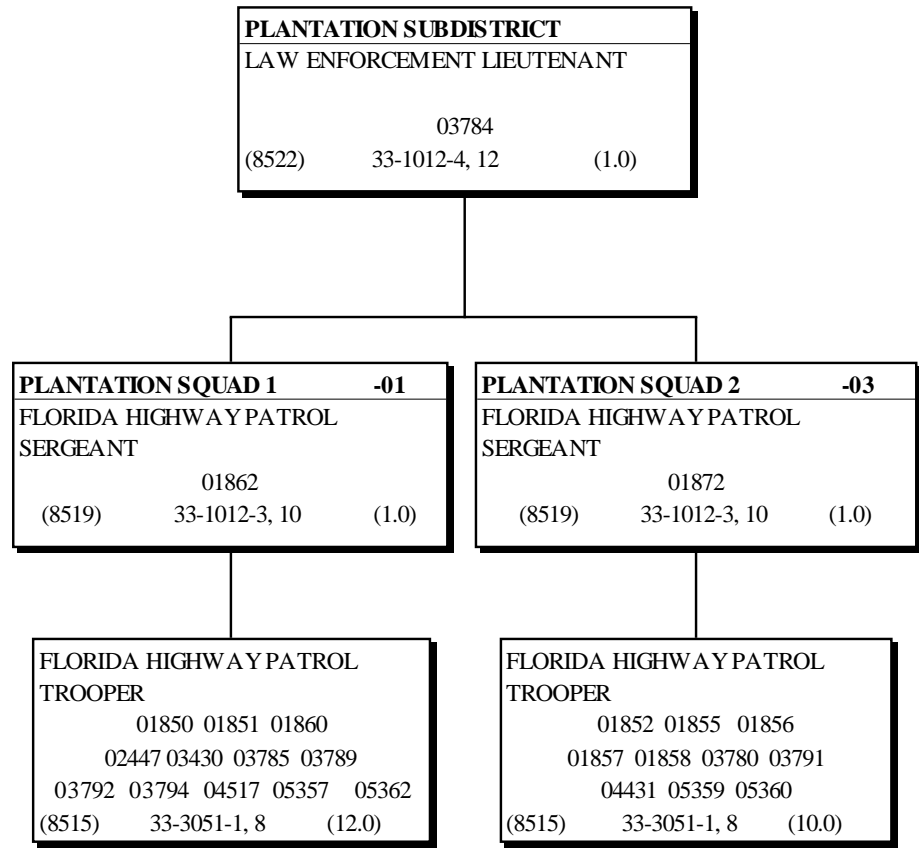 PLANTATION SUBDISTRICT
LAW ENFORCEMENT LIEUTENANT
03784
(8522) 33-1012-4, 12 (1.0)
PLANTATION SQUAD 1 -01
FLORIDA HIGHWAY PATROL
SERGEANT
01862
(8519) 33-1012-3, 10 (1.0)
PLANTATION SQUAD 2 -03
FLORIDA HIGHWAY PATROL
SERGEANT
01872
(8519) 33-1012-3, 10 (1.0)
FLORIDA HIGHWAY PATROL
TROOPER
01850 01851 01860
02447 03430 03785 03789
03792 03794 04517 05357 05362
(8515) 33-3051-1, 8 (12.0)
FLORIDA HIGHWAY PATROL
TROOPER
01852 01855 01856
01857 01858 03780 03791
04431 05359 05360
(8515) 33-3051-1, 8 (10.0)